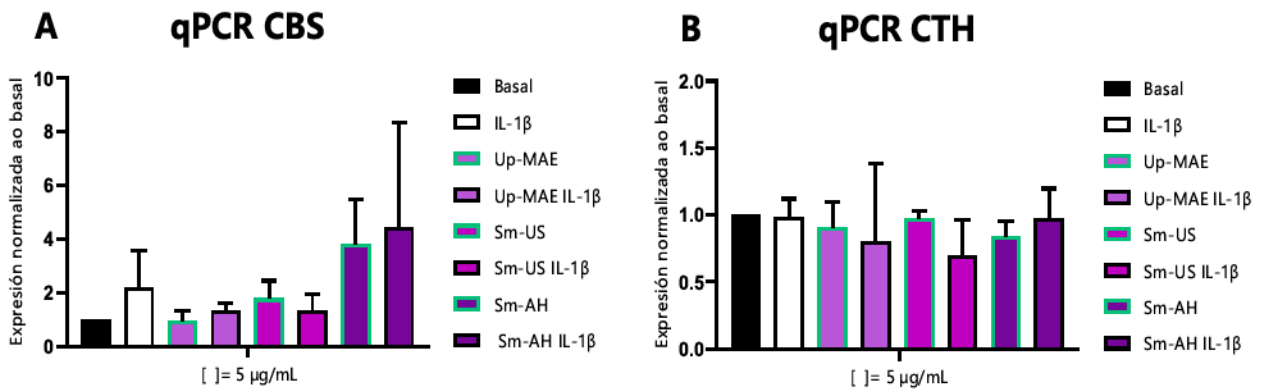 A
qPCR CBS
Expresión normalizada ao basal
10
8
6
4
2
0
[ ]= 5 µg/mL
Basal
IL-1β
Up-MAE
Up-MAE IL-1β
Sm-US
Sm-US IL-1β
Sm-AH
Sm-AH IL-1β
B
qPCR CTH
Expresión normalizada ao basal
2.0
1.5
1.0
0.5
0.0
[ ]= 5 µg/mL
Basal
IL-1β
Up-MAE
Up-MAE IL-1β
Sm-US
Sm-US IL-1β
Sm-AH
Sm-AH IL-1β